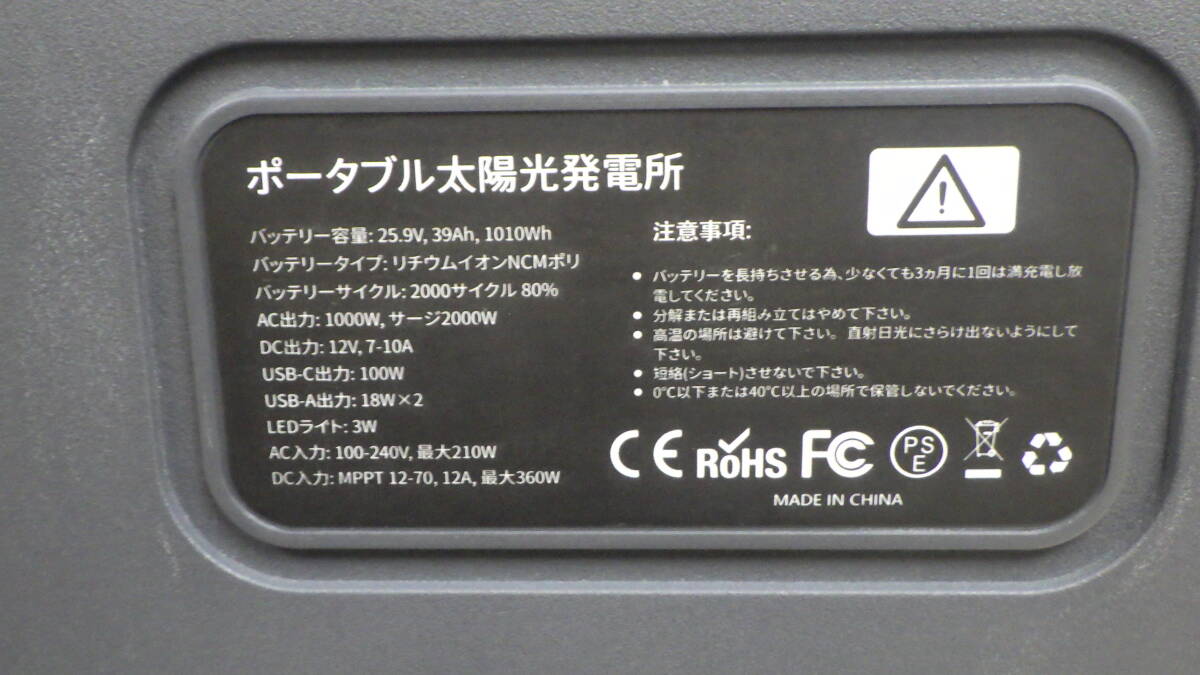 ポータブル太陽光発電所
バッテリー容量: 25.9V, 39Ah, 1010Wh
バッテリータイプ: リチウムイオンNCMポリ
バッテリーサイクル: 2000サイクル 80%
AC出力: 1000W, サージ2000W
DC出力: 12V, 7-10A
USB-C出力: 100W
USB-A出力: 18W×2
LEDライト: 3W
AC入力: 100-240V, 最大210W
DC入力: MPPT 12-70, 12A, 最大360W
注意事項:
● バッテリーを長持ちさせる為、少なくても3ヵ月に1回は満充電し放
電してください。
● 分解または再組み立てはやめて下さい。
● 高温の場所は避けて下さい。直射日光にさらけ出ないようにして
下さい。
● 短絡(ショート)させないで下さい。
● 0℃以下または40℃以上の場所で保管しないでください。
CE RoHS FC PSE
MADE IN CHINA